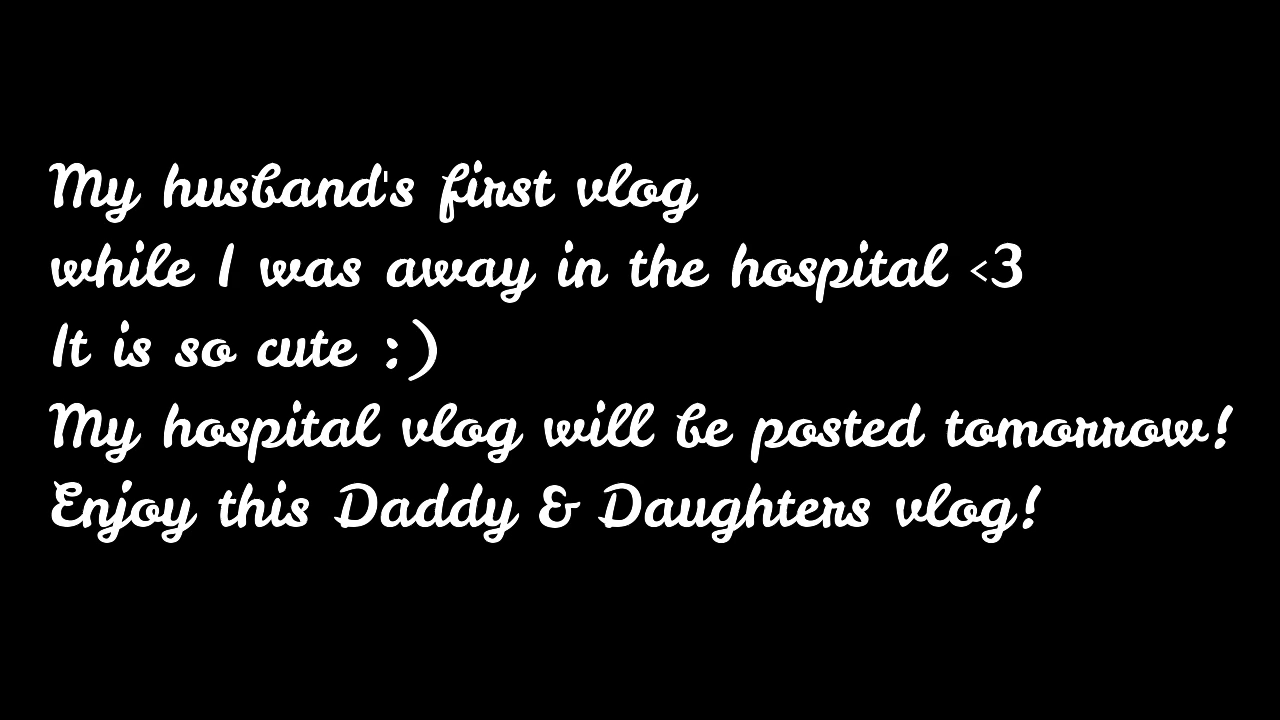 My husband's first vlog
while I was away in the hospital <3
It is so cute :)
My hospital vlog will be posted tomorrow!
Enjoy this Daddy & Daughters vlog!